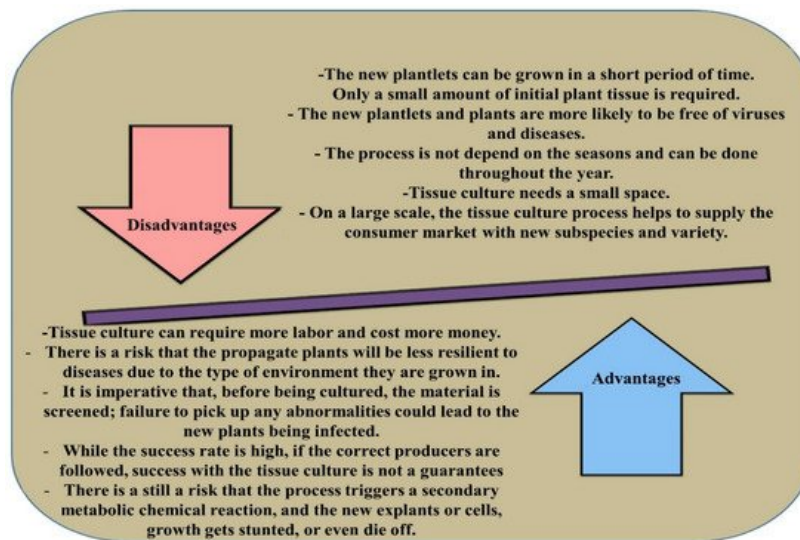 -The new plantlets can be grown in a short period of time.
Only a small amount of initial plant tissue is required.
- The new plantlets and plants are more likely to be free of viruses
and diseases.
- The process is not depend on the seasons and can be done
throughout the year.
-Tissue culture needs a small space.
- On a large scale, the tissue culture process helps to supply the
consumer market with new subspecies and variety.
Disadvantages
-Tissue culture can require more labor and cost more money.
- There is a risk that the propagate plants will be less resilient to
diseases due to the type of environment they are grown in.
- It is imperative that, before being cultured, the material is
screened; failure to pick up any abnormalities could lead to the
new plants being infected.
- While the success rate is high, if the correct producers are
followed, success with the tissue culture is not a guarantees
- There is a still a risk that the process triggers a secondary
metabolic chemical reaction, and the new explants or cells,
growth gets stunted, or even die off.
Advantages